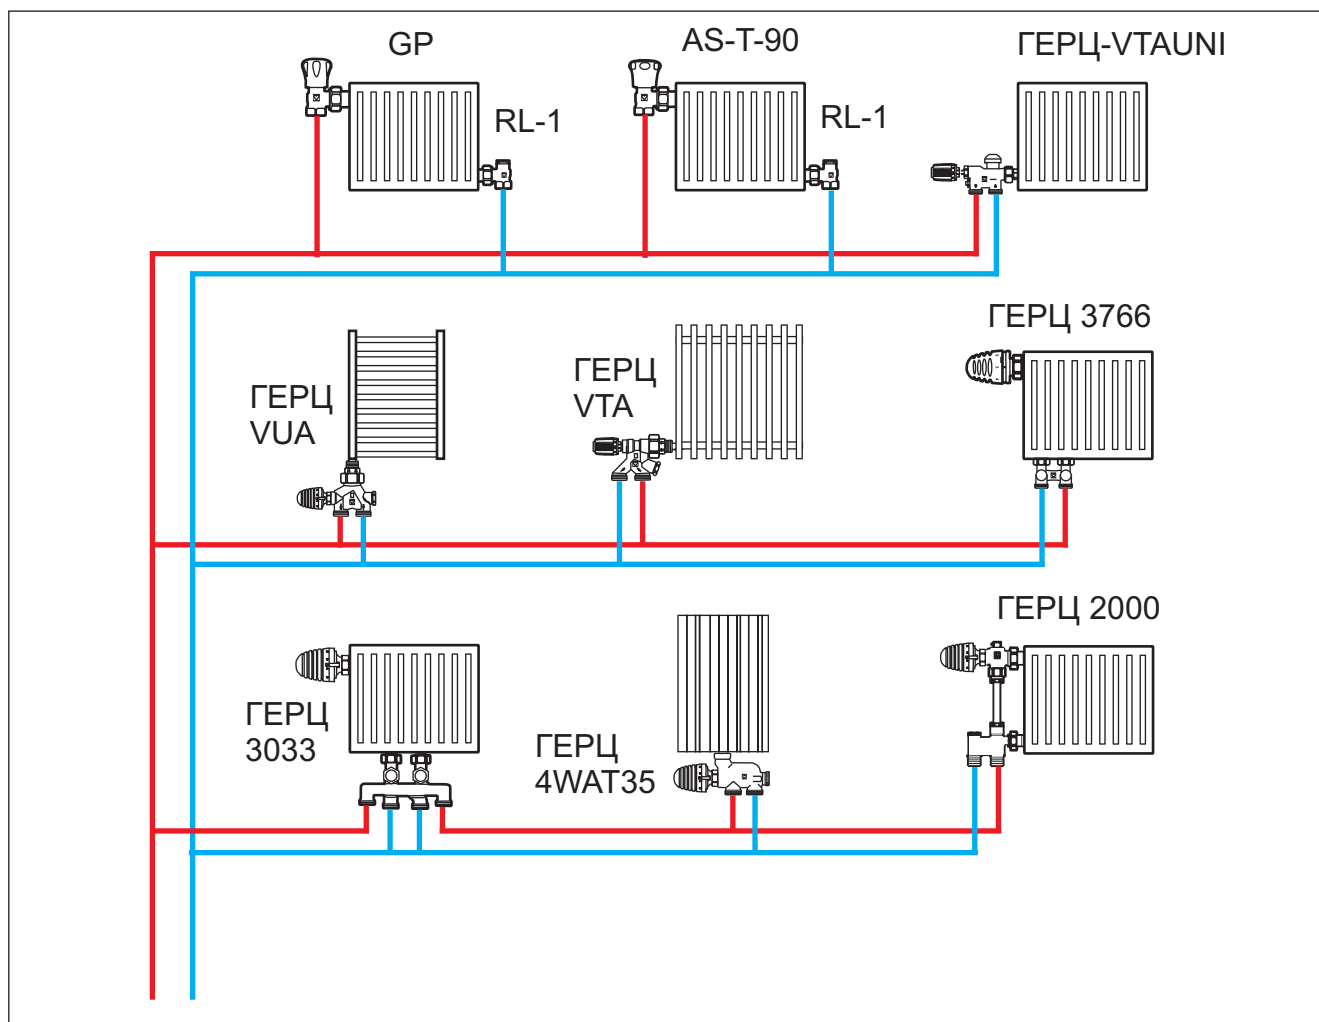 GP
AS-T-90
ГЕРЦ-VTAUNI
RL-1
RL-1
ГЕРЦ
VUA
ГЕРЦ
VTA
ГЕРЦ 3766
ГЕРЦ
3033
ГЕРЦ
4WAT35
ГЕРЦ 2000